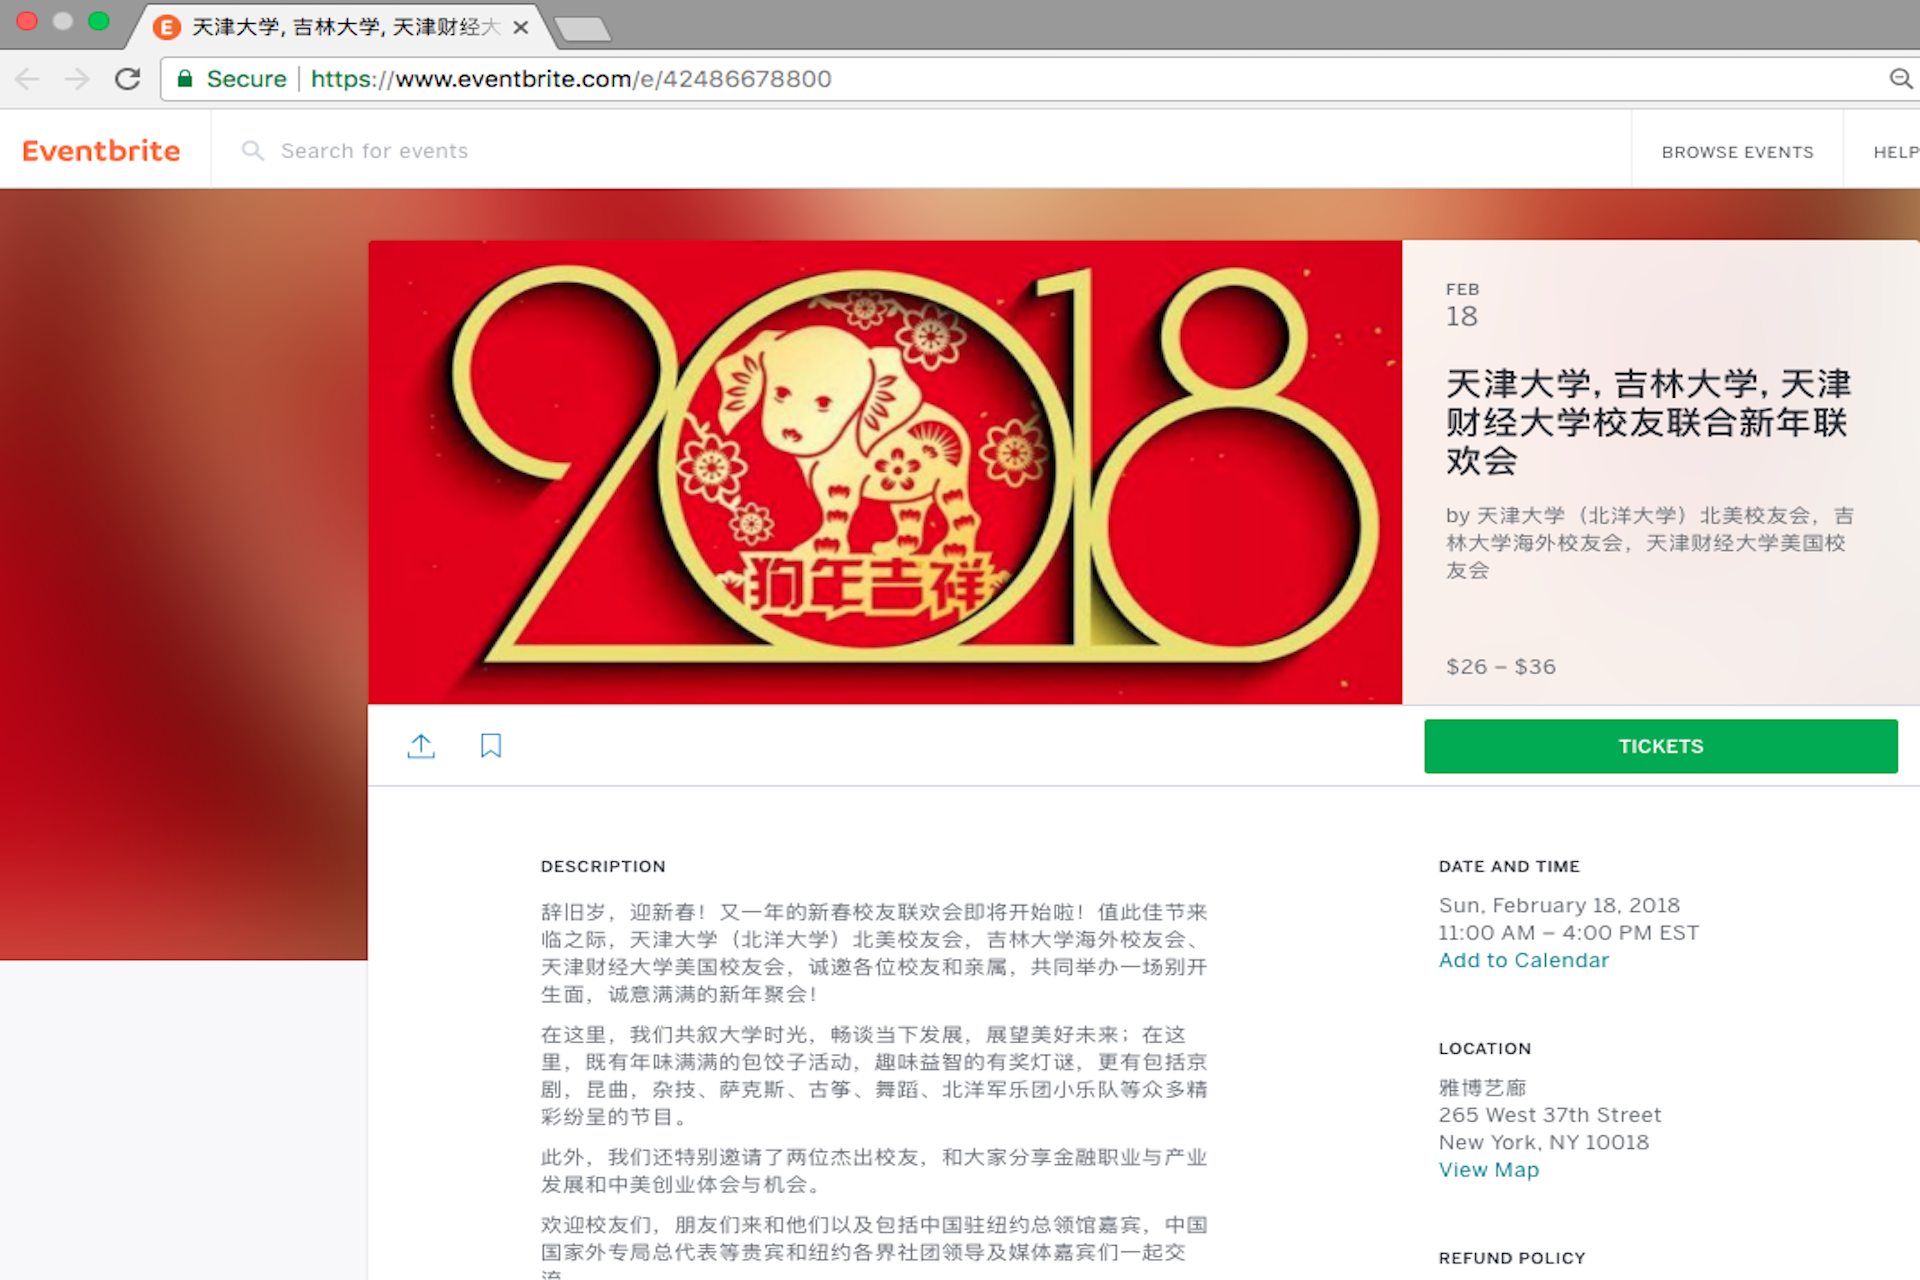 天津大学, 吉林大学, 天津财经大
Secure
https://www.eventbrite.com/e/42486678800
Eventbrite
Search for events
BROWSE EVENTS
HELP
2018
狗年吉祥
FEB
18
天津大学, 吉林大学, 天津
财经大学校友联合新年联
欢会
by 天津大学（北洋大学）北美校友会，吉
林大学海外校友会，天津财经大学美国校
友会
$26 – $36
TICKETS
DESCRIPTION
辞旧岁，迎新春！又一年的新春校友联欢会即将开始啦！值此佳节来
临之际，天津大学（北洋大学）北美校友会，吉林大学海外校友会、
天津财经大学美国校友会，诚邀各位校友和亲属，共同举办一场别开
生面，诚意满满的新年聚会！
在这里，我们共叙大学时光，畅谈当下发展，展望美好未来；在这
里，既有年味满满的包饺子活动，趣味益智的有奖灯谜，更有包括京
剧，昆曲，杂技、萨克斯、古筝、舞蹈、北洋军乐团小乐队等众多精
彩纷呈的节目。
此外，我们还特别邀请了两位杰出校友，和大家分享金融职业与产业
发展和中美创业体会与机会。
欢迎校友们，朋友们来和他们以及包括中国驻纽约总领馆嘉宾，中国
国家外专局总代表等贵宾和纽约各界社团领导及媒体嘉宾们一起交
流
DATE AND TIME
Sun, February 18, 2018
11:00 AM – 4:00 PM EST
Add to Calendar
LOCATION
雅博艺廊
265 West 37th Street
New York, NY 10018
View Map
REFUND POLICY